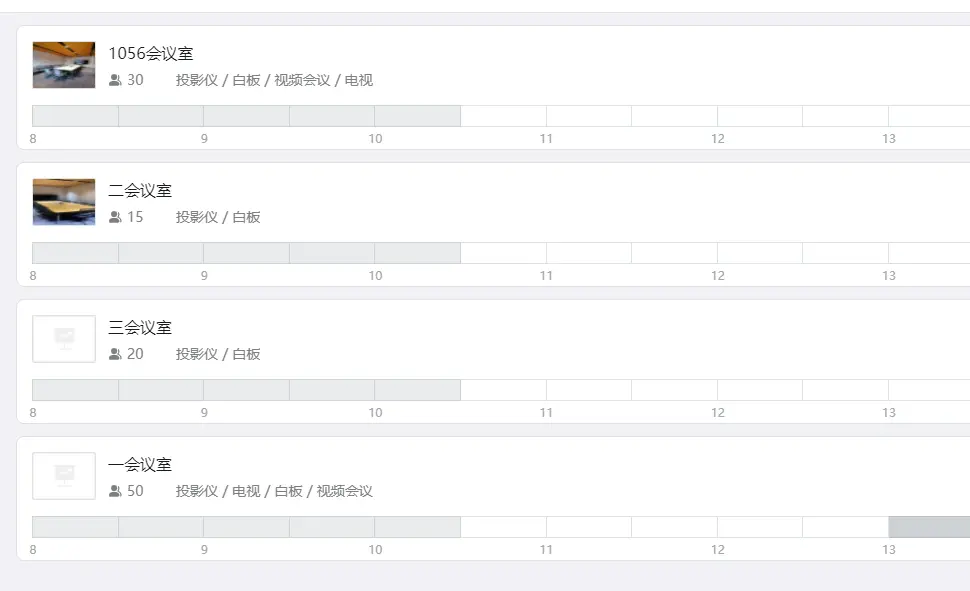 1056会议室
30 投影仪 / 白板 / 视频会议 / 电视
8 9 10 11 12 13
二会议室
15 投影仪 / 白板
8 9 10 11 12 13
三会议室
20 投影仪 / 白板
8 9 10 11 12 13
一会议室
50 投影仪 / 电视 / 白板 / 视频会议
8 9 10 11 12 13